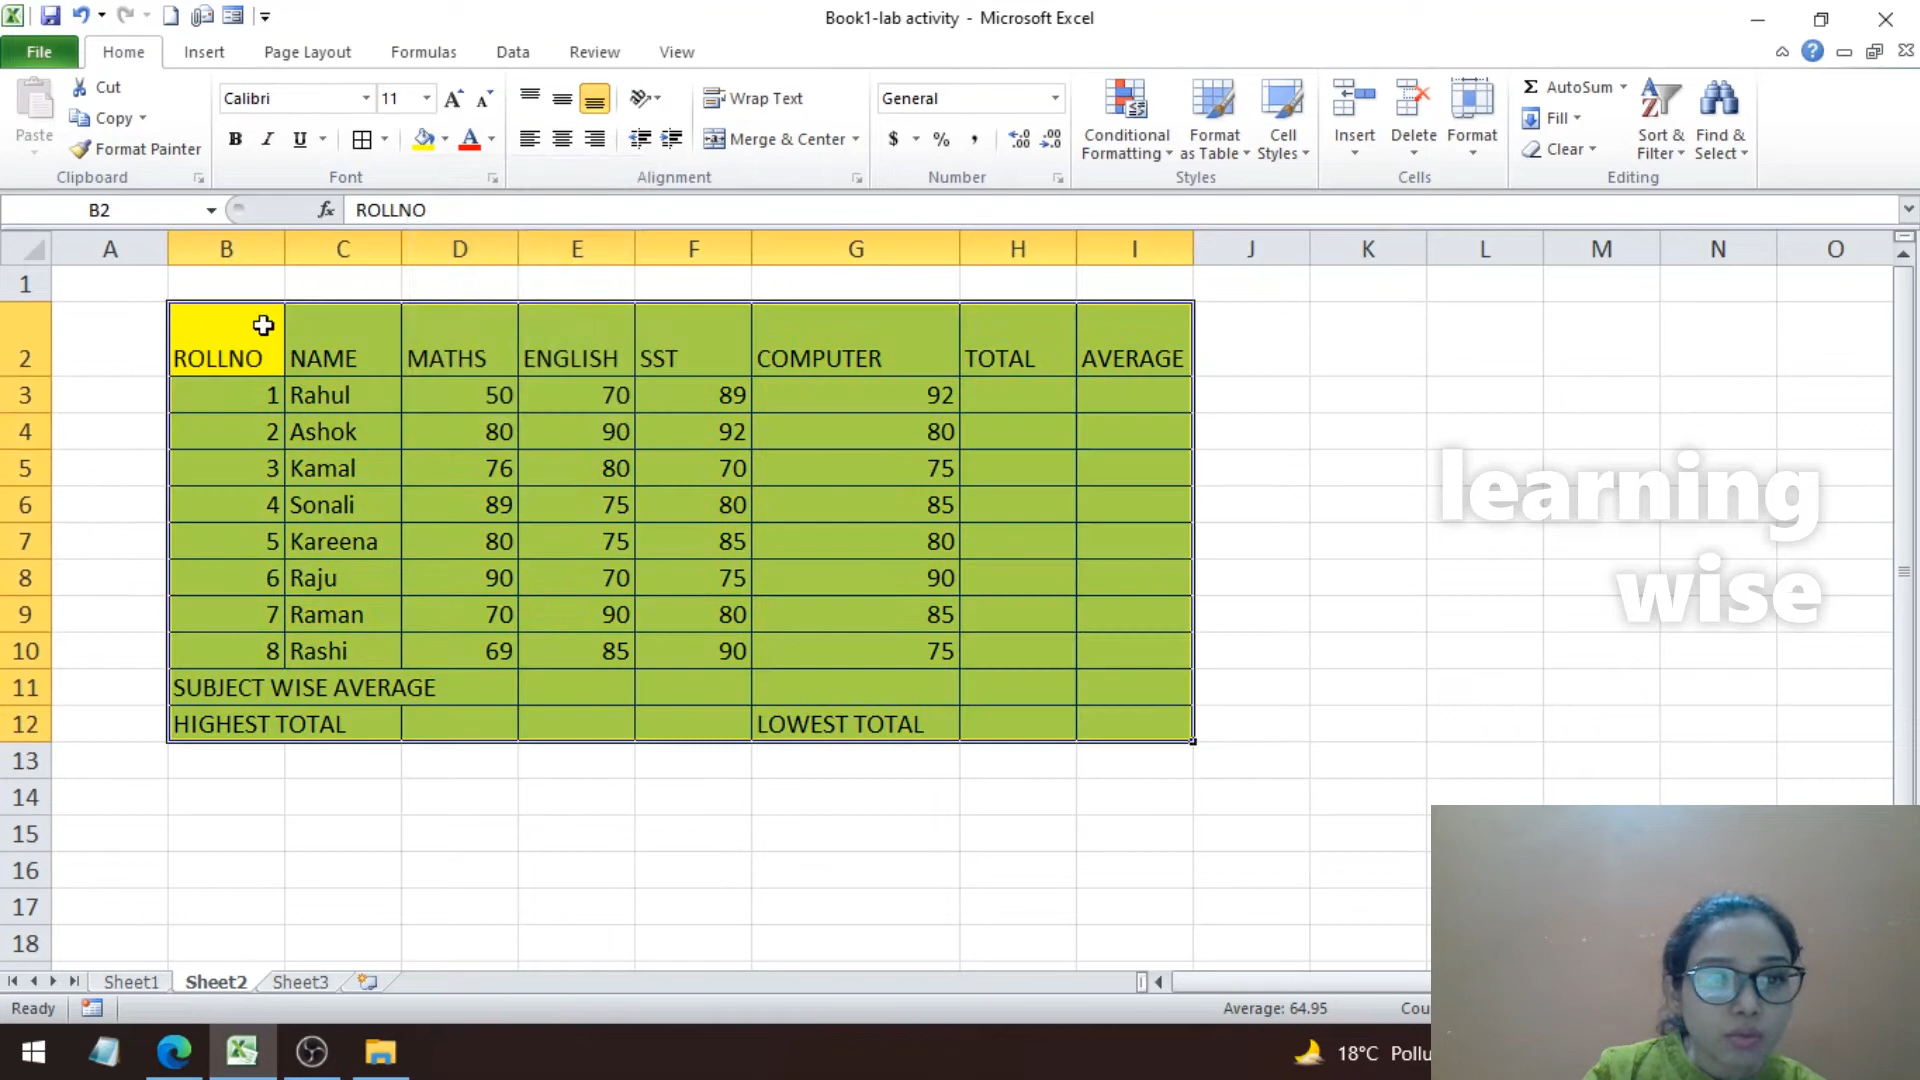 Book1-lab activity - Microsoft Excel
File Home Insert Page Layout Formulas Data Review View
Paste Cut Copy Format Painter Clipboard
Calibri 11 A A B I U A Font
Wrap Text Merge & Center Alignment
General $ % , .0 .00 .00 .0 Number
Conditional Formatting Format as Table Cell Styles Styles
Insert Delete Format Cells
Σ AutoSum Fill Clear Sort & Filter Find & Select Editing
B2 fx ROLLNO
A B C D E F G H I J K L M N O
1
2 ROLLNO NAME MATHS ENGLISH SST COMPUTER TOTAL AVERAGE
3 1 Rahul 50 70 89 92
4 2 Ashok 80 90 92 80
5 3 Kamal 76 80 70 75
6 4 Sonali 89 75 80 85
7 5 Kareena 80 75 85 80
8 6 Raju 90 70 75 90
9 7 Raman 70 90 80 85
10 8 Rashi 69 85 90 75
11 SUBJECT WISE AVERAGE
12 HIGHEST TOTAL LOWEST TOTAL
13
14
15
16
17
18
learning
wise
Sheet1 Sheet2 Sheet3
Ready Average: 64.95 Cou
18°C Pollu